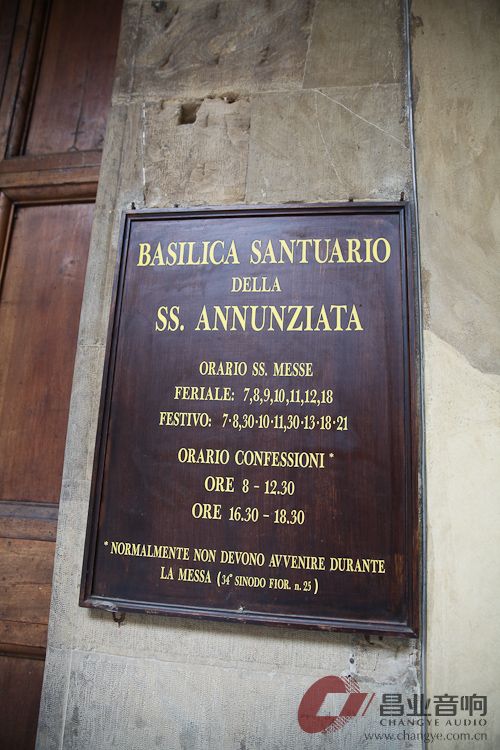 BASILICA SANTUARIO
DELLA
SS. ANNUNZIATA
ORARIO SS. MESSE
FERIALE: 7,8,9,10,11,12,18
FESTIVO: 7·8,30·10·11,30·13·18·21
ORARIO CONFESSIONI *
ORE 8 - 12.30
ORE 16.30 - 18.30
* NORMALMENTE NON DEVONO AVVENIRE DURANTE
LA MESSA (34° SINODO FIOR. n. 25)
昌业音响
CHANGYE AUDIO
www.changye.com.cn